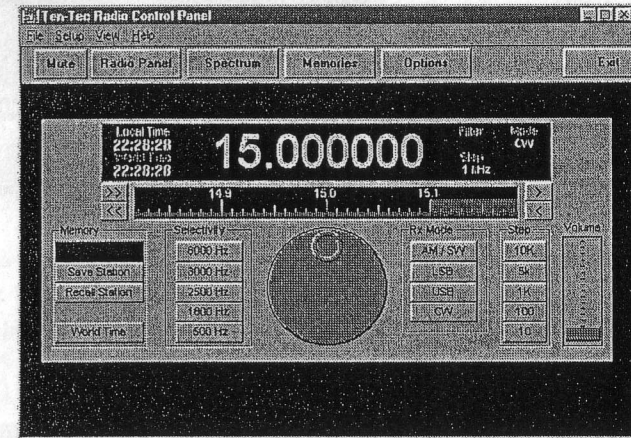 Ten-Tec Radio Control Panel
File Setup View Help
Mute Radio Panel Spectrum Memories Options Exit
Local Time
22:28:28
World Time
22:28:28
15.000000
Filter
Mode
CW
Step
1 kHz
>> 14.9 15.0 15.1 >
<< <
Memory
Save Station
Recall Station
World Time
Selectivity
6000 Hz
3000 Hz
2500 Hz
1800 Hz
500 Hz
Rx Mode
AM / SW
LSB
USB
CW
Step
10K
5k
1K
100
10
Volume